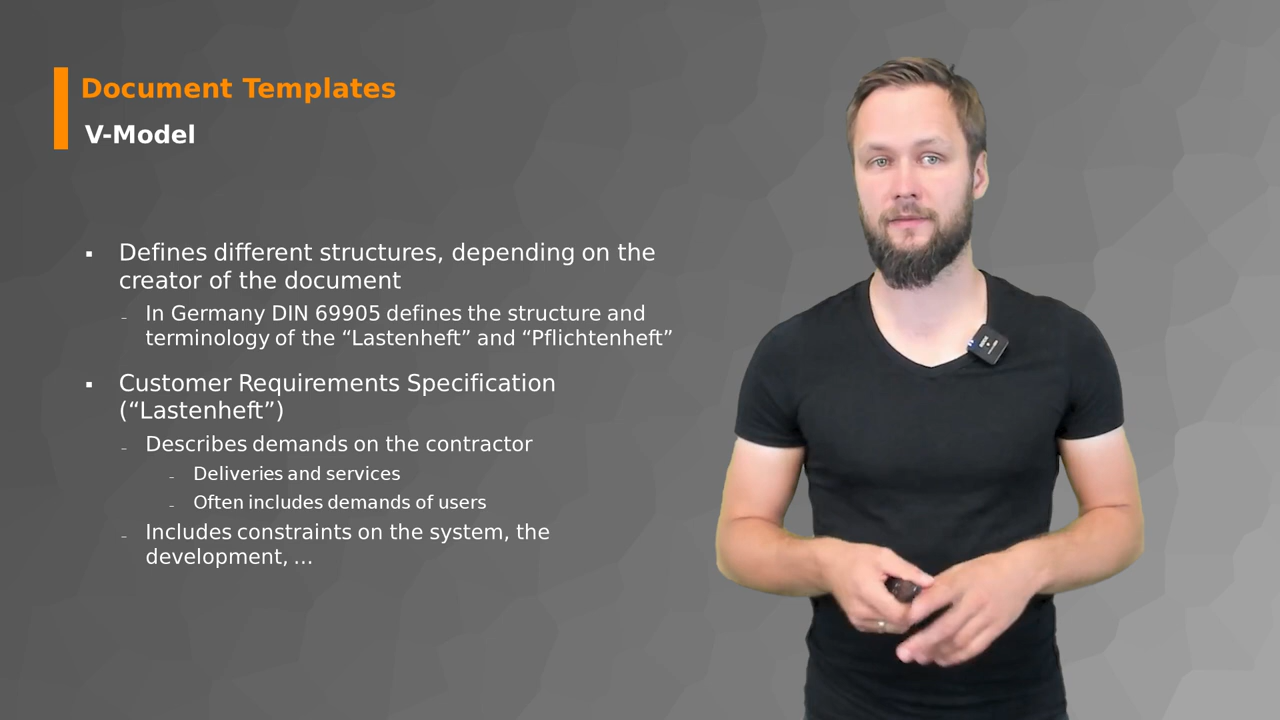 Document Templates
V-Model
▪ Defines different structures, depending on the
creator of the document
- In Germany DIN 69905 defines the structure and
terminology of the “Lastenheft” and “Pflichtenheft”
▪ Customer Requirements Specification
(“Lastenheft”)
- Describes demands on the contractor
- Deliveries and services
- Often includes demands of users
- Includes constraints on the system, the
development, …